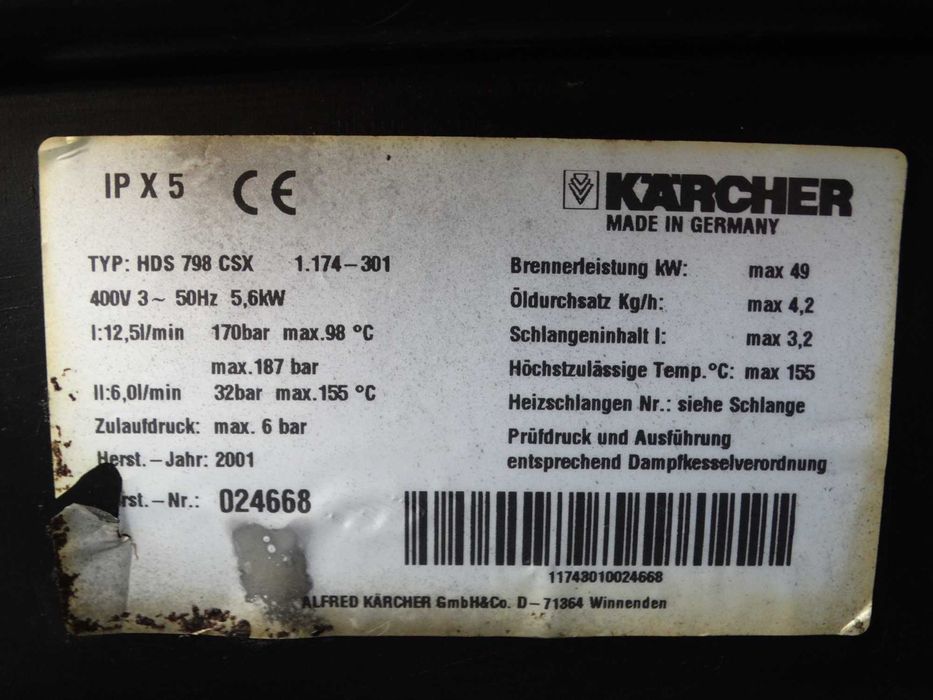 IP X 5 CE
KÄRCHER
MADE IN GERMANY
TYP: HDS 798 CSX 1.174-301
400V 3~ 50Hz 5,6kW
I:12,5l/min 170bar max.98 °C
max.187 bar
II:6,0l/min 32bar max.155 °C
Zulaufdruck: max. 6 bar
Herst.-Jahr: 2001
rst.-Nr.: 024668
Brennerleistung kW: max 49
Öldurchsatz Kg/h: max 4,2
Schlangeninhalt l: max 3,2
Höchstzulässige Temp.°C: max 155
Heizschlangen Nr.: siehe Schlange
Prüfdruck und Ausführung
entsprechend Dampfkesselverordnung
11743010024668
ALFRED KÄRCHER GmbH&Co. D-71364 Winnenden